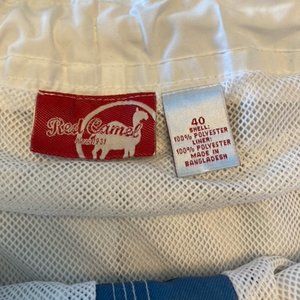 Red Camel
40
SHELL:
100% POLYESTER
LINER:
100% POLYESTER
MADE IN
BANGLADESH